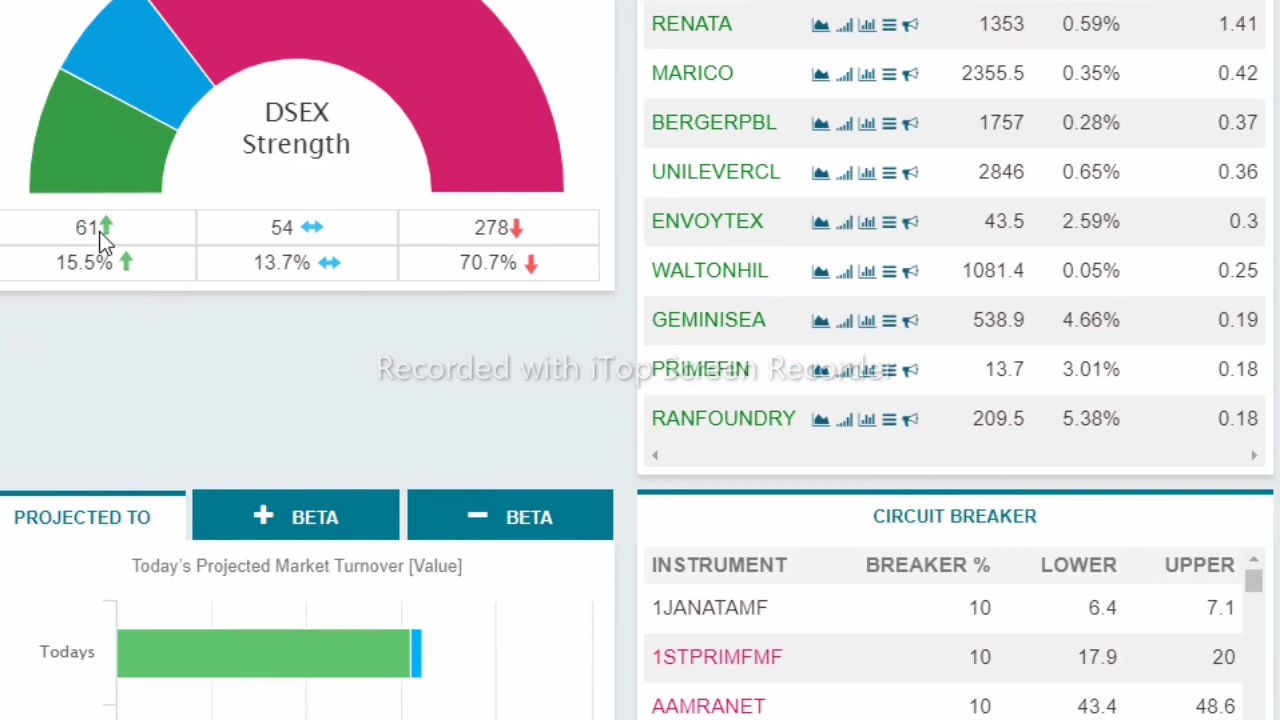 DSEX
Strength
61
54
278
15.5%
13.7%
70.7%
RENATA 1353 0.59% 1.41
MARICO 2355.5 0.35% 0.42
BERGERPBL 1757 0.28% 0.37
UNILEVERCL 2846 0.65% 0.36
ENVOYTEX 43.5 2.59% 0.3
WALTONHIL 1081.4 0.05% 0.25
GEMINISEA 538.9 4.66% 0.19
PRIMEFIN 13.7 3.01% 0.18
RANFOUNDRY 209.5 5.38% 0.18
Recorded with iTop Screen Recorder
PROJECTED TO
+ BETA
− BETA
Today's Projected Market Turnover [Value]
Todays
CIRCUIT BREAKER
INSTRUMENT BREAKER % LOWER UPPER
1JANATAMF 10 6.4 7.1
1STPRIMFMF 10 17.9 20
AAMRANET 10 43.4 48.6